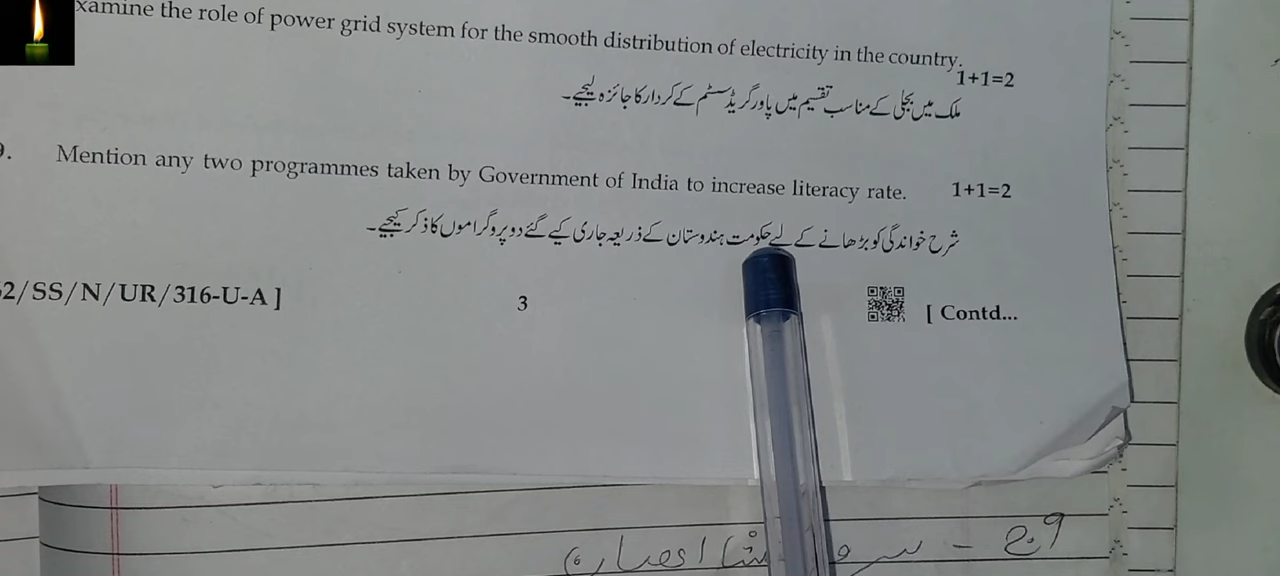 xamine the role of power grid system for the smooth distribution of electricity in the country.
1+1=2
ملک میں بجلی کے مناسب تقسیم میں پاور گریڈ سسٹم کے کردار کا جائزہ لیجیے۔
9. Mention any two programmes taken by Government of India to increase literacy rate. 1+1=2
شرح خواندگی کو بڑھانے کے لیے حکومت ہندوستان کے ذریعہ جاری کیے گئے دو پروگراموں کا ذکر کیجیے۔
2/SS/N/UR/316-U-A ] 3 [ Contd...